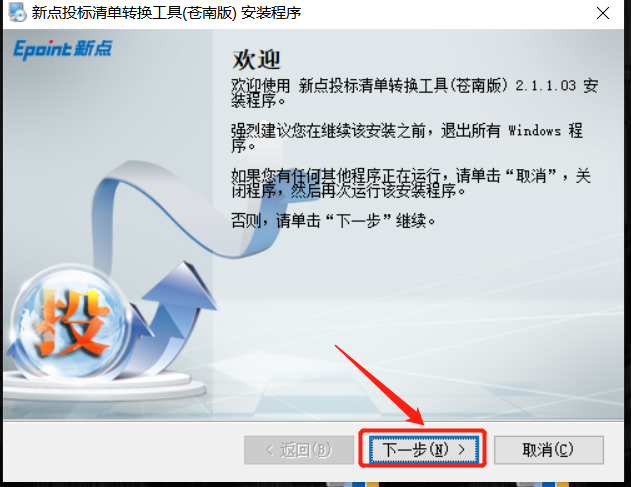 新点投标清单转换工具(苍南版) 安装程序
Epoint 新点
欢迎
欢迎使用 新点投标清单转换工具(苍南版) 2.1.1.03 安
装程序。
强烈建议您在继续该安装之前，退出所有 Windows 程
序。
如果您有任何其他程序正在运行，请单击“取消”，关
闭程序，然后再次运行该安装程序。
否则，请单击“下一步”继续。
投
< 返回(B)
下一步(N) >
取消(C)